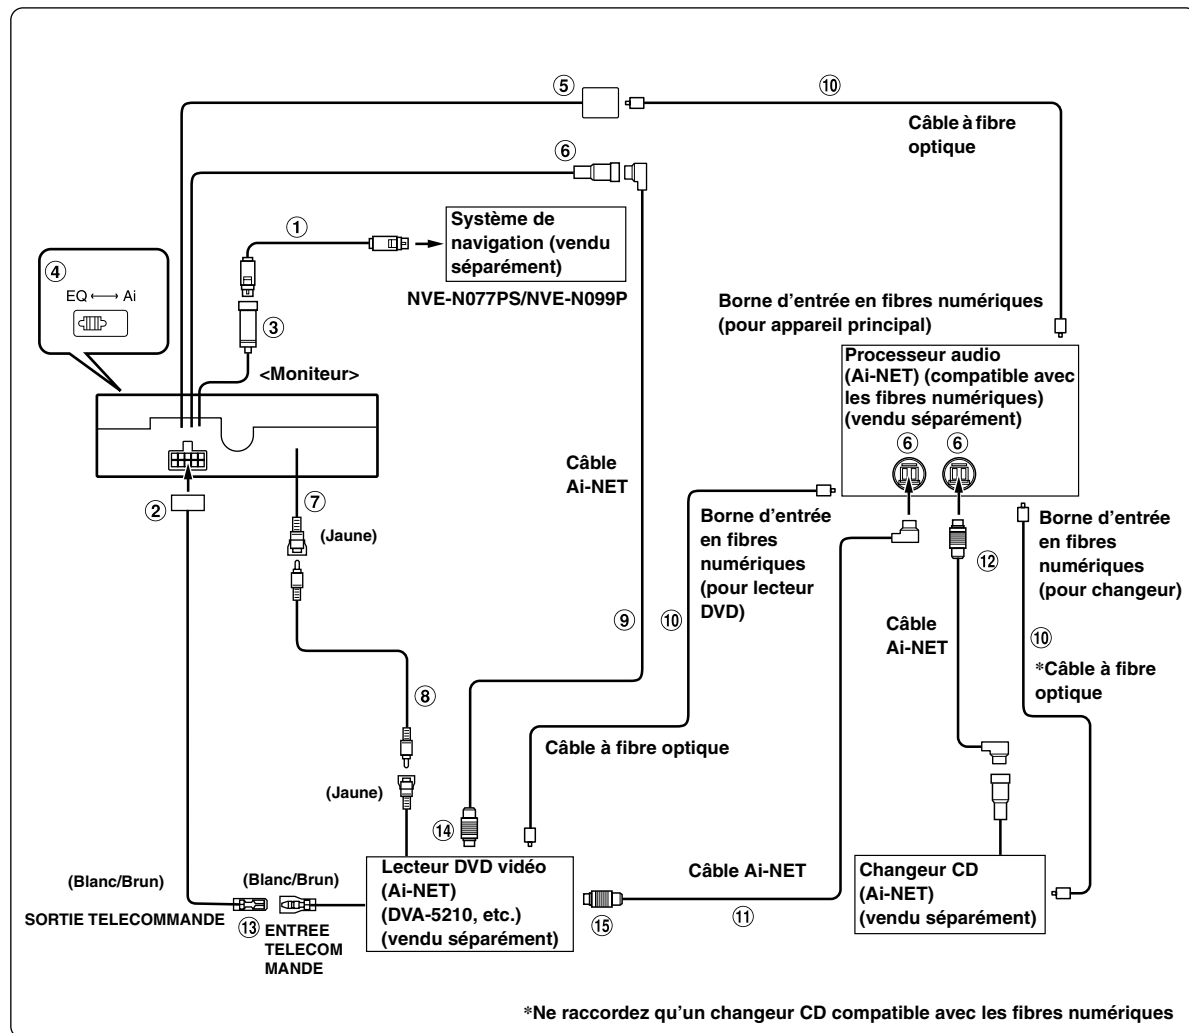 ⑤
⑩
Câble à fibre
optique
⑥
①
Système de
navigation (vendu
séparément)
NVE-N077PS/NVE-N099P
④
EQ ⟷ Ai
③
<Moniteur>
Borne d'entrée en fibres numériques
(pour appareil principal)
Processeur audio
(Ai-NET) (compatible avec
les fibres numériques)
(vendu séparément)
⑥
⑥
Câble
Ai-NET
②
⑦
(Jaune)
Borne d'entrée
en fibres
numériques
(pour lecteur
DVD)
⑫
Borne d'entrée
en fibres
numériques
(pour changeur)
⑨
⑩
Câble
Ai-NET
⑩
*Câble à fibre
optique
⑧
Câble à fibre optique
(Jaune)
⑭
Lecteur DVD vidéo
(Ai-NET)
(DVA-5210, etc.)
(vendu séparément)
Câble Ai-NET
⑪
⑮
Changeur CD
(Ai-NET)
(vendu séparément)
(Blanc/Brun)
(Blanc/Brun)
SORTIE TELECOMMANDE
⑬
ENTREE
TELECOM
MANDE
*Ne raccordez qu'un changeur CD compatible avec les fibres numériques